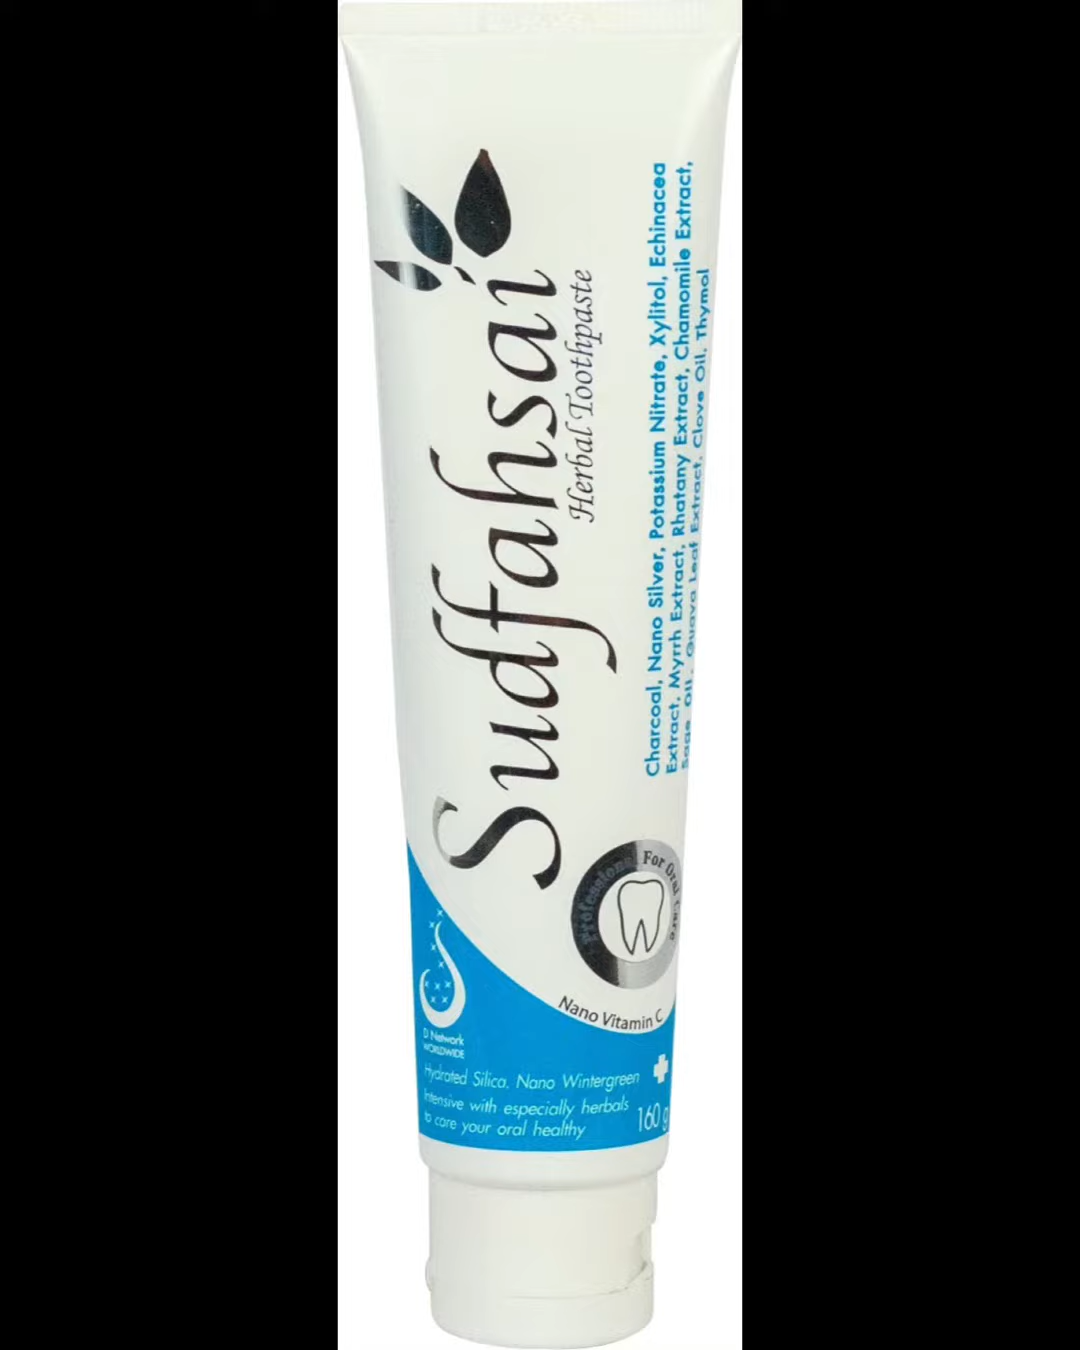 Sudfahsai
Herbal Toothpaste
Charcoal, Nano Silver, Potassium Nitrate, Xylitol, Echinacea
Extract, Myrrh Extract, Rhatany Extract, Chamomile Extract,
Sage Oil, Guava Leaf Extract, Clove Oil, Thymol
Professional For Oral Care
Nano Vitamin C
D Network
WORLDWIDE
Hydrated Silica, Nano Wintergreen
Intensive with especially herbals
to care your oral healthy
160 g